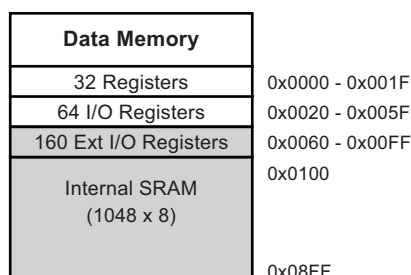 Data Memory
32 Registers 0x0000 - 0x001F
64 I/O Registers 0x0020 - 0x005F
160 Ext I/O Registers 0x0060 - 0x00FF
0x0100
Internal SRAM
(1048 x 8)
0x08FF